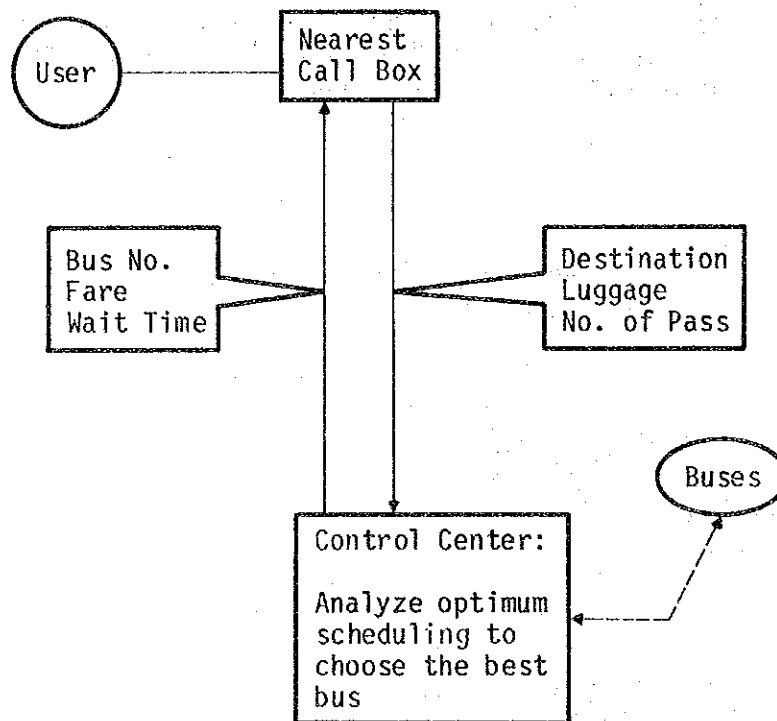 User
Nearest
Call Box
Bus No.
Fare
Wait Time
Destination
Luggage
No. of Pass
Buses
Control Center:
Analyze optimum
scheduling to
choose the best
bus